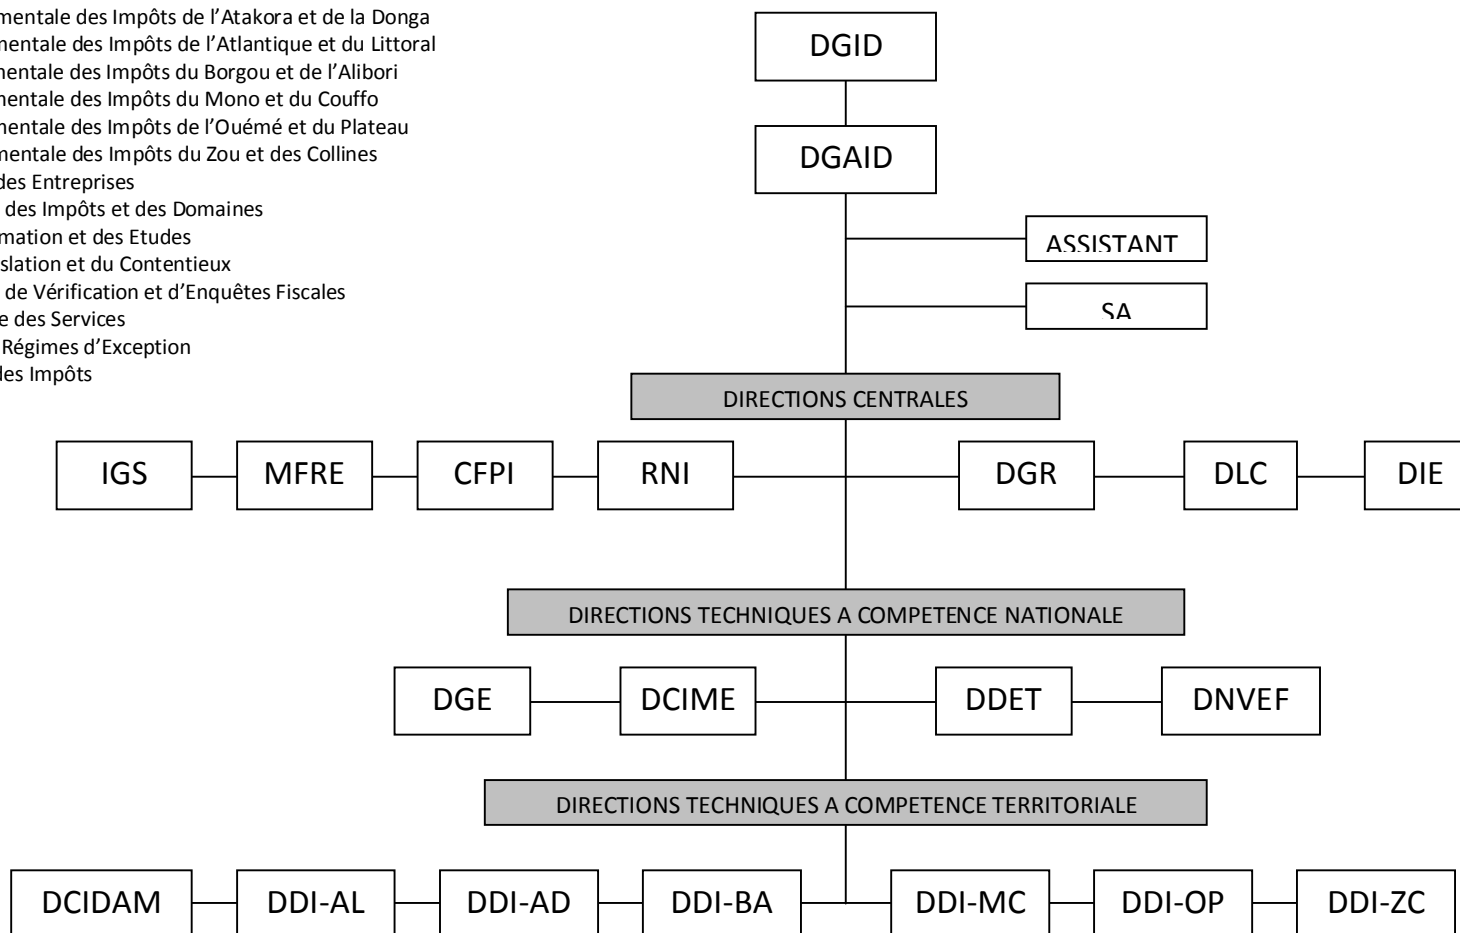 mentale des Impôts de l’Atakora et de la Donga
mentale des Impôts de l’Atlantique et du Littoral
mentale des Impôts du Borgou et de l’Alibori
mentale des Impôts du Mono et du Couffo
mentale des Impôts de l’Ouémé et du Plateau
mentale des Impôts du Zou et des Collines
des Entreprises
des Impôts et des Domaines
mation et des Etudes
slation et du Contentieux
de Vérification et d’Enquêtes Fiscales
e des Services
Régimes d’Exception
des Impôts
DGID
DGAID
ASSISTANT
SA
DIRECTIONS CENTRALES
IGS MFRE CFPI RNI DGR DLC DIE
DIRECTIONS TECHNIQUES A COMPETENCE NATIONALE
DGE DCIME DDET DNVEF
DIRECTIONS TECHNIQUES A COMPETENCE TERRITORIALE
DCIDAM DDI-AL DDI-AD DDI-BA DDI-MC DDI-OP DDI-ZC